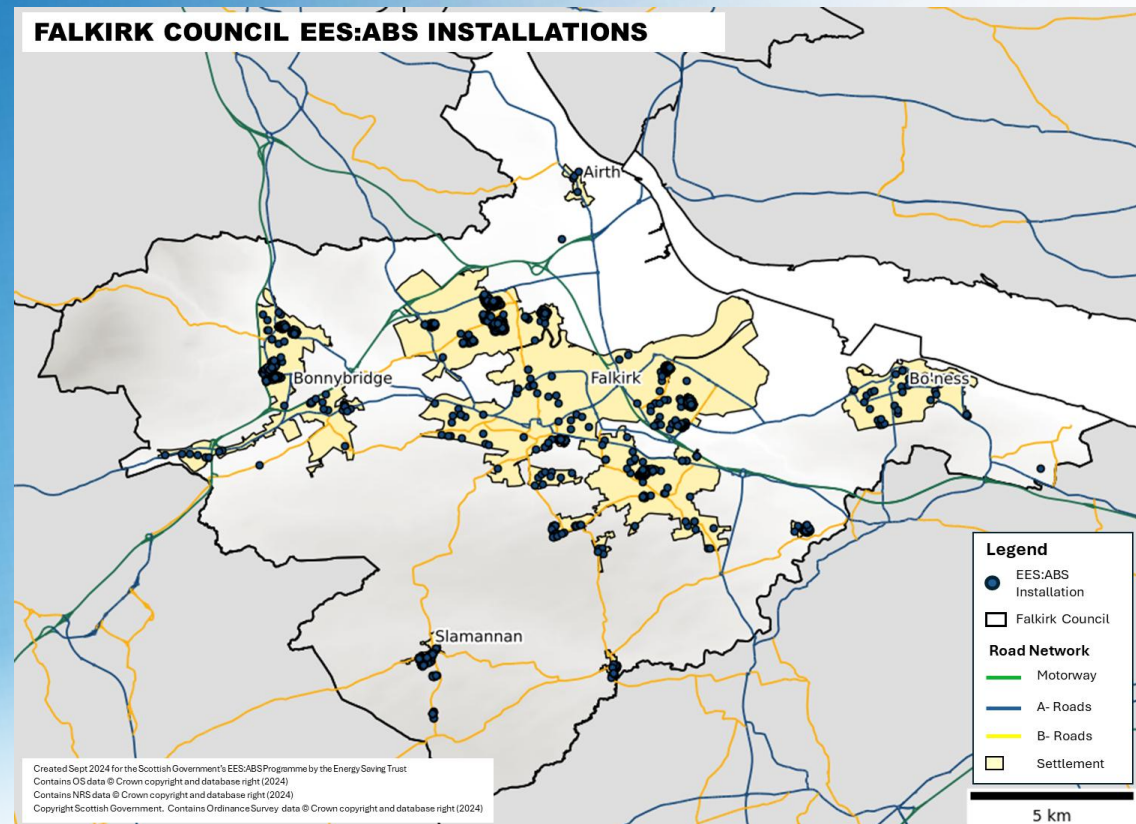 FALKIRK COUNCIL EES:ABS INSTALLATIONS
Airth
Bonnybridge
Falkirk
Bo'ness
Slamannan
Legend
EES:ABS
Installation
Falkirk Council
Road Network
Motorway
A- Roads
B- Roads
Settlement
5 km
Created Sept 2024 for the Scottish Government's EES:ABS Programme by the Energy Saving Trust
Contains OS data © Crown copyright and database right (2024)
Contains NRS data © Crown copyright and database right (2024)
Copyright Scottish Government. Contains Ordinance Survey data © Crown copyright and database right (2024)